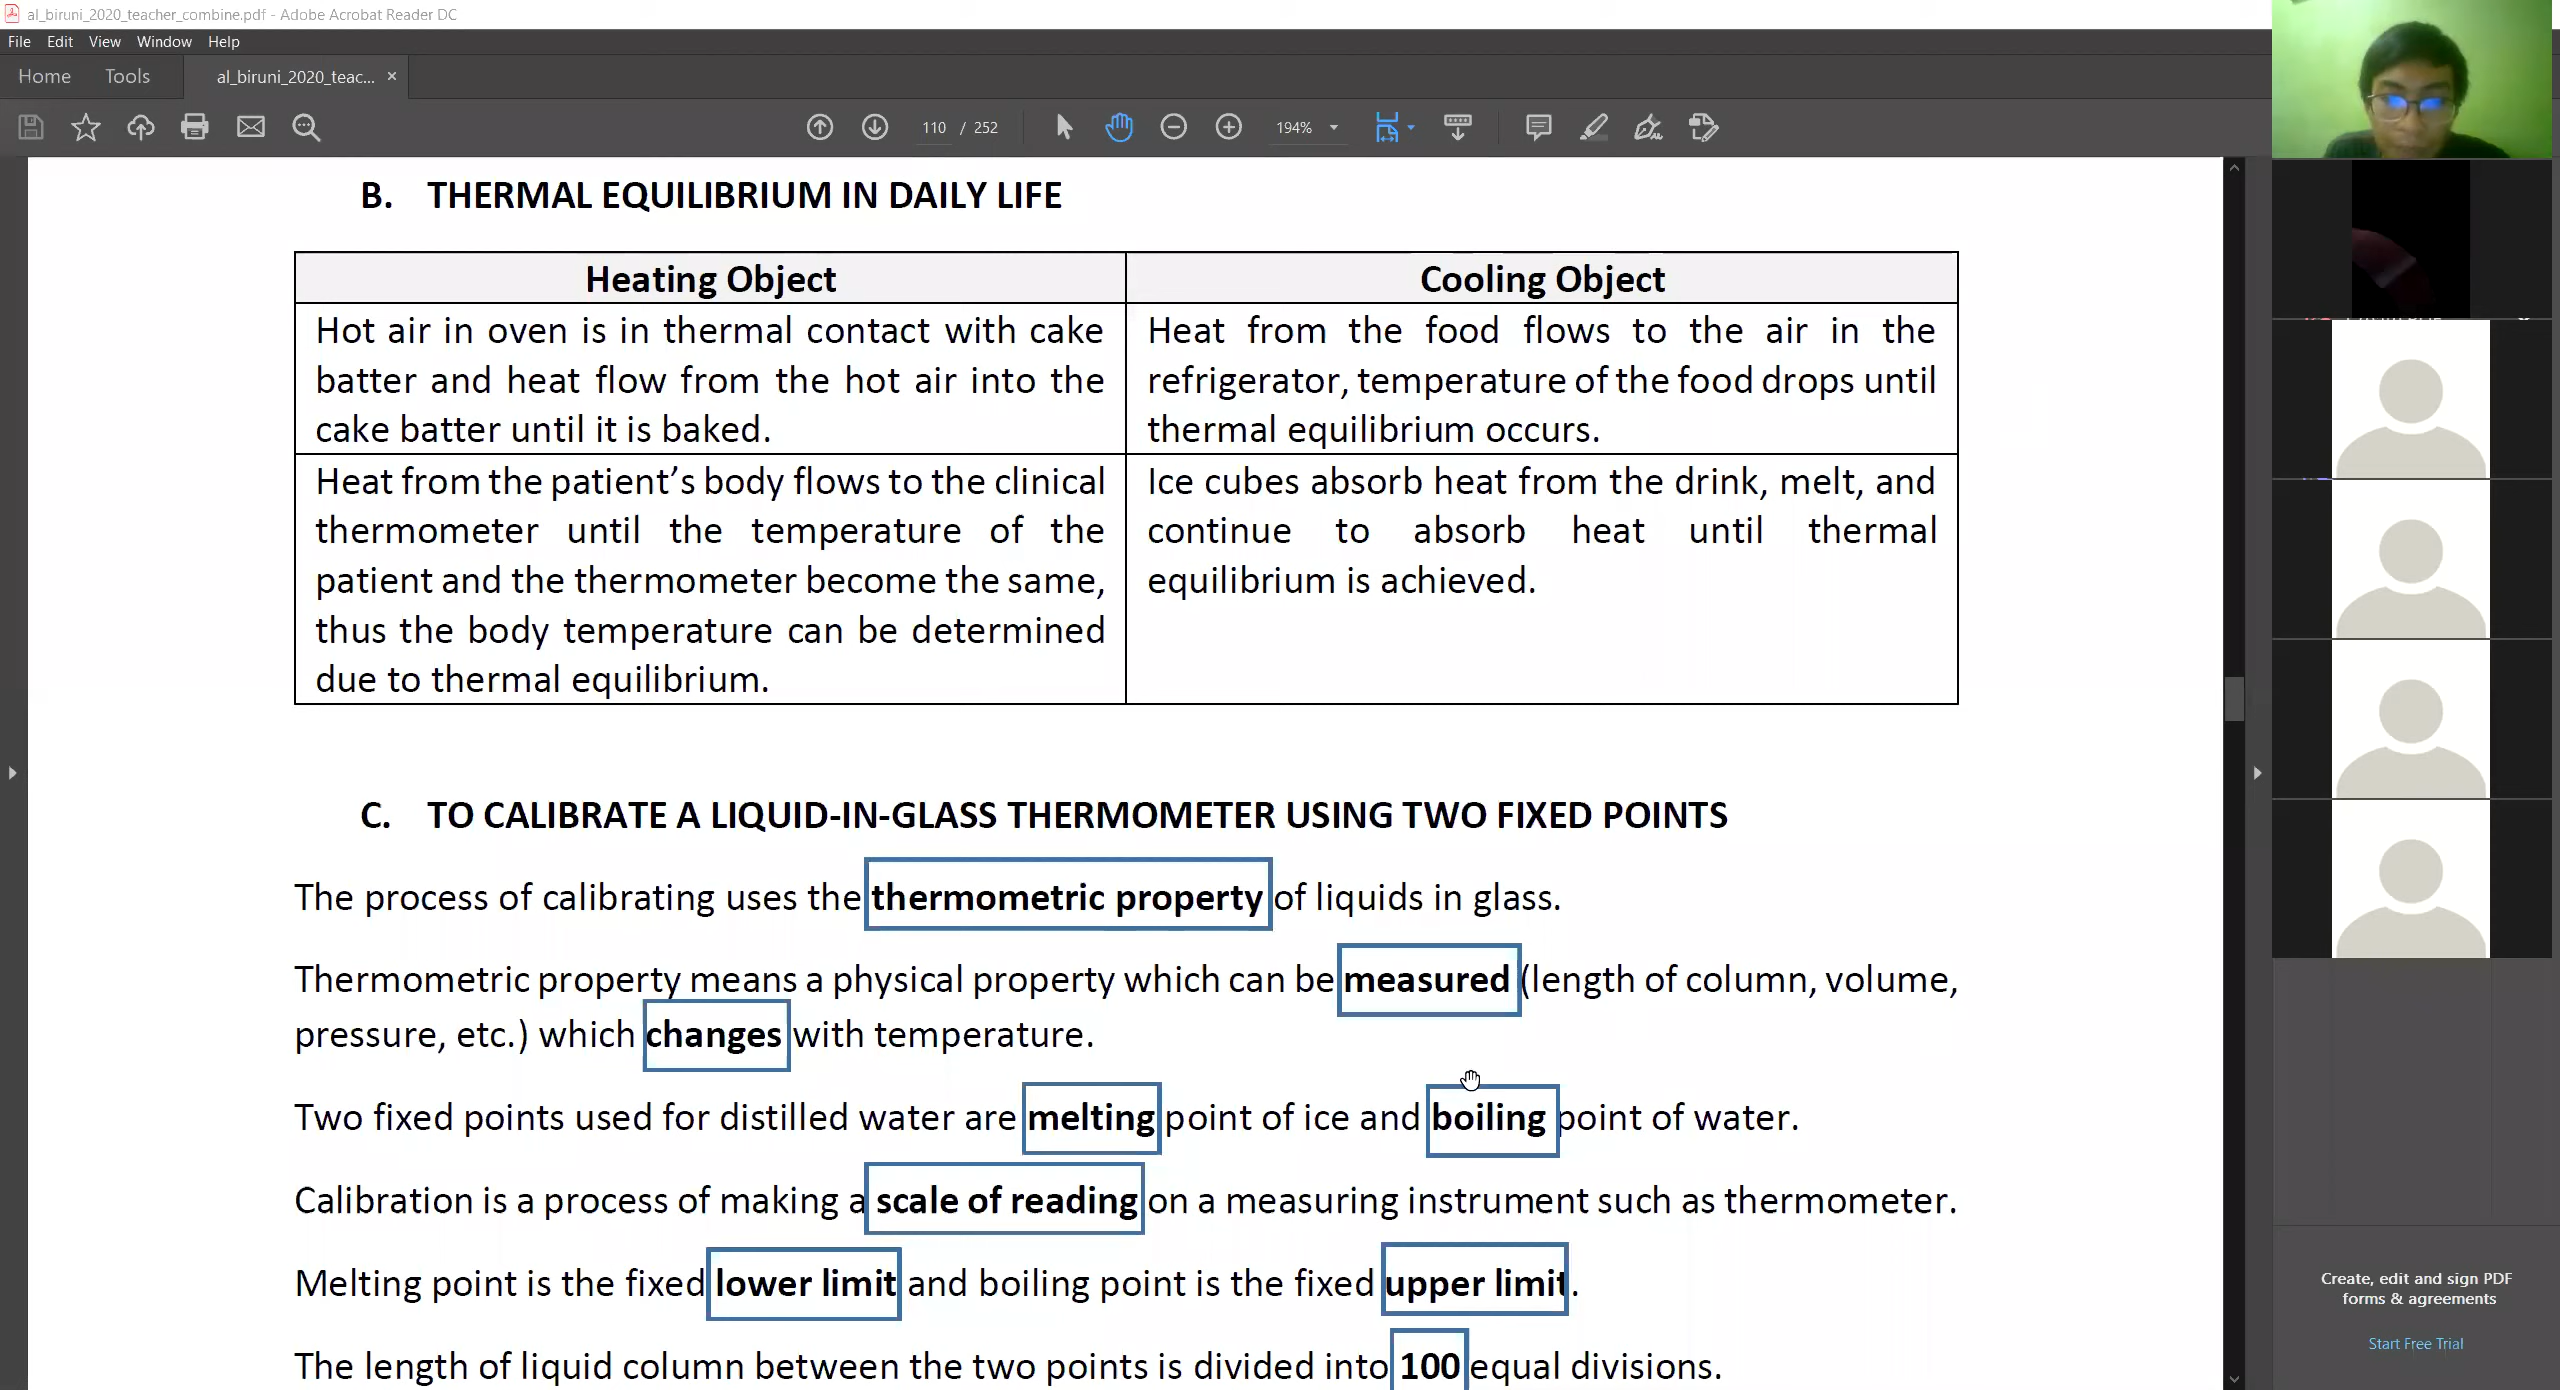 al_biruni_2020_teacher_combine.pdf - Adobe Acrobat Reader DC
File Edit View Window Help
Home Tools al_biruni_2020_teac... ×
110 / 252 194%
B. THERMAL EQUILIBRIUM IN DAILY LIFE
Heating Object
Cooling Object
Hot air in oven is in thermal contact with cake
batter and heat flow from the hot air into the
cake batter until it is baked.
Heat from the food flows to the air in the
refrigerator, temperature of the food drops until
thermal equilibrium occurs.
Heat from the patient’s body flows to the clinical
thermometer until the temperature of the
patient and the thermometer become the same,
thus the body temperature can be determined
due to thermal equilibrium.
Ice cubes absorb heat from the drink, melt, and
continue to absorb heat until thermal
equilibrium is achieved.
C. TO CALIBRATE A LIQUID-IN-GLASS THERMOMETER USING TWO FIXED POINTS
The process of calibrating uses the thermometric property of liquids in glass.
Thermometric property means a physical property which can be measured (length of column, volume,
pressure, etc.) which changes with temperature.
Two fixed points used for distilled water are melting point of ice and boiling point of water.
Calibration is a process of making a scale of reading on a measuring instrument such as thermometer.
Melting point is the fixed lower limit and boiling point is the fixed upper limit.
The length of liquid column between the two points is divided into 100 equal divisions.
Create, edit and sign PDF
forms & agreements
Start Free Trial